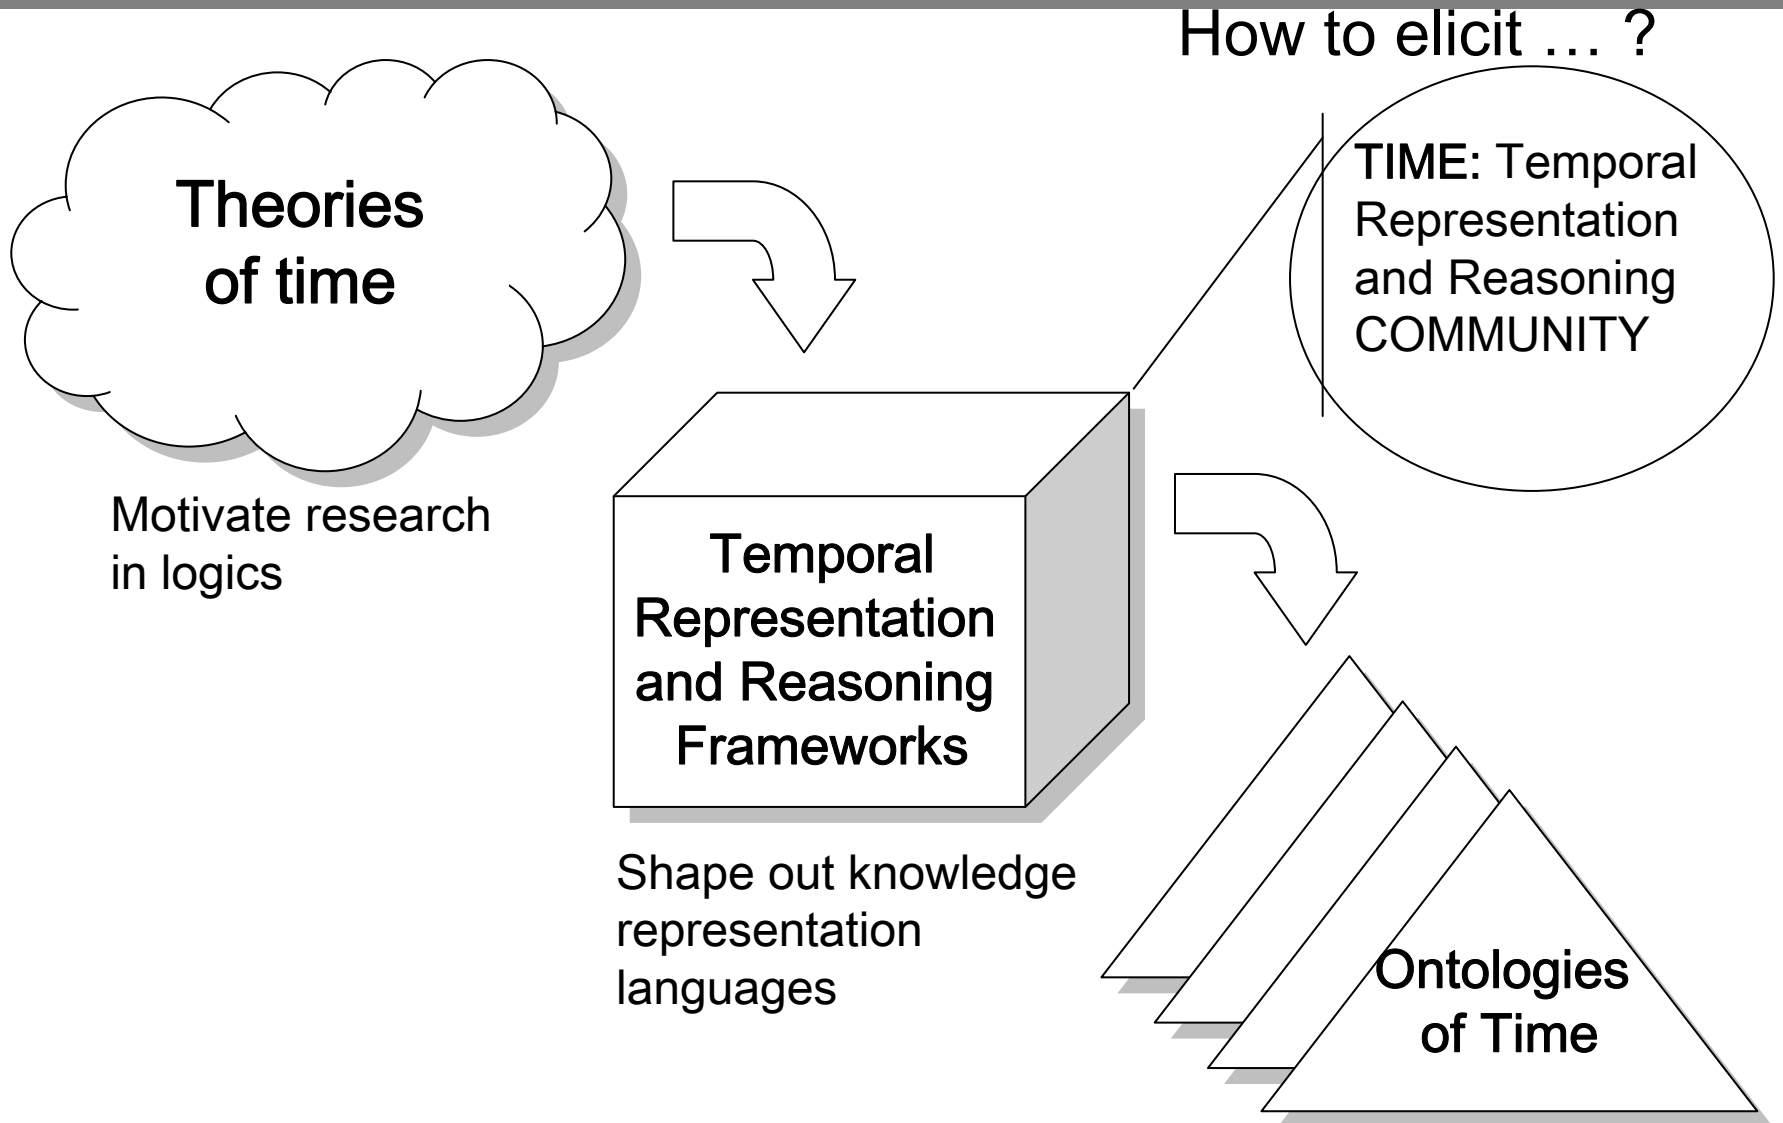 How to elicit … ?
Theories
of time
TIME: Temporal
Representation
and Reasoning
COMMUNITY
Motivate research
in logics
Temporal
Representation
and Reasoning
Frameworks
Shape out knowledge
representation
languages
Ontologies
of Time